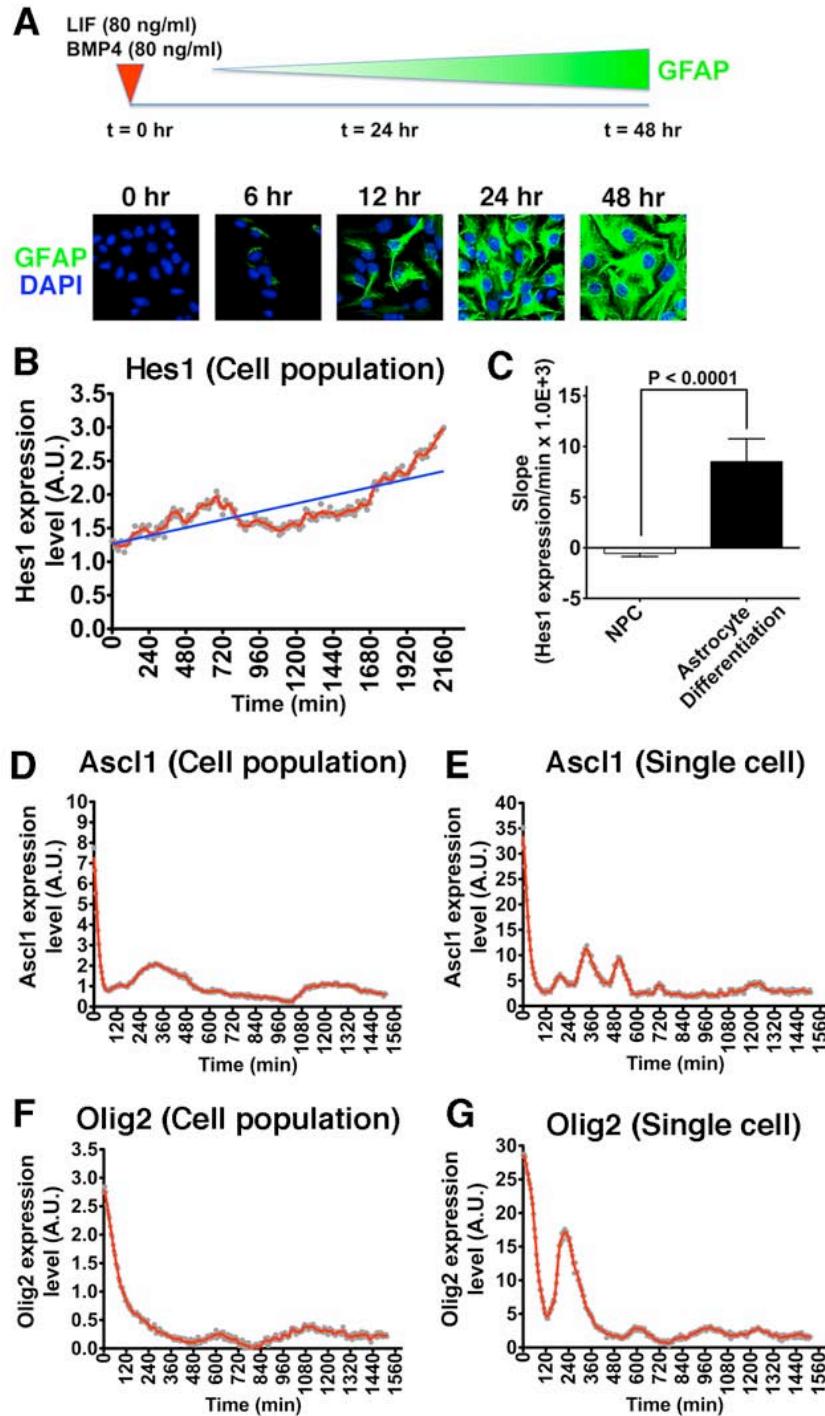 A
LIF (80 ng/ml)
BMP4 (80 ng/ml)
GFAP
t = 0 hr
t = 24 hr
t = 48 hr
0 hr
6 hr
12 hr
24 hr
48 hr
GFAP
DAPI
B
Hes1 (Cell population)
Hes1 expression
level (A.U.)
3.5
3.0
2.5
2.0
1.5
1.0
0.5
0.0
0
240
480
720
960
1200
1440
1680
1920
2160
Time (min)
C
P < 0.0001
Slope
(Hes1 expression/min x 1.0E+3)
15
10
5
0
-5
NPC
Astrocyte
Differentiation
D
Ascl1 (Cell population)
Ascl1 expression
level (A.U.)
10
9
8
7
6
5
4
3
2
1
0
0
120
240
360
480
600
720
840
960
1080
1200
1320
1440
1560
Time (min)
E
Ascl1 (Single cell)
Ascl1 expression
level (A.U.)
40
35
30
25
20
15
10
5
0
0
120
240
360
480
600
720
840
960
1080
1200
1320
1440
1560
Time (min)
F
Olig2 (Cell population)
Olig2 expression
level (A.U.)
3.5
3.0
2.5
2.0
1.5
1.0
0.5
0.0
0
120
240
360
480
600
720
840
960
1080
1200
1320
1440
1560
Time (min)
G
Olig2 (Single cell)
Olig2 expression
level (A.U.)
30
25
20
15
10
5
0
0
120
240
360
480
600
720
840
960
1080
1200
1320
1440
1560
Time (min)